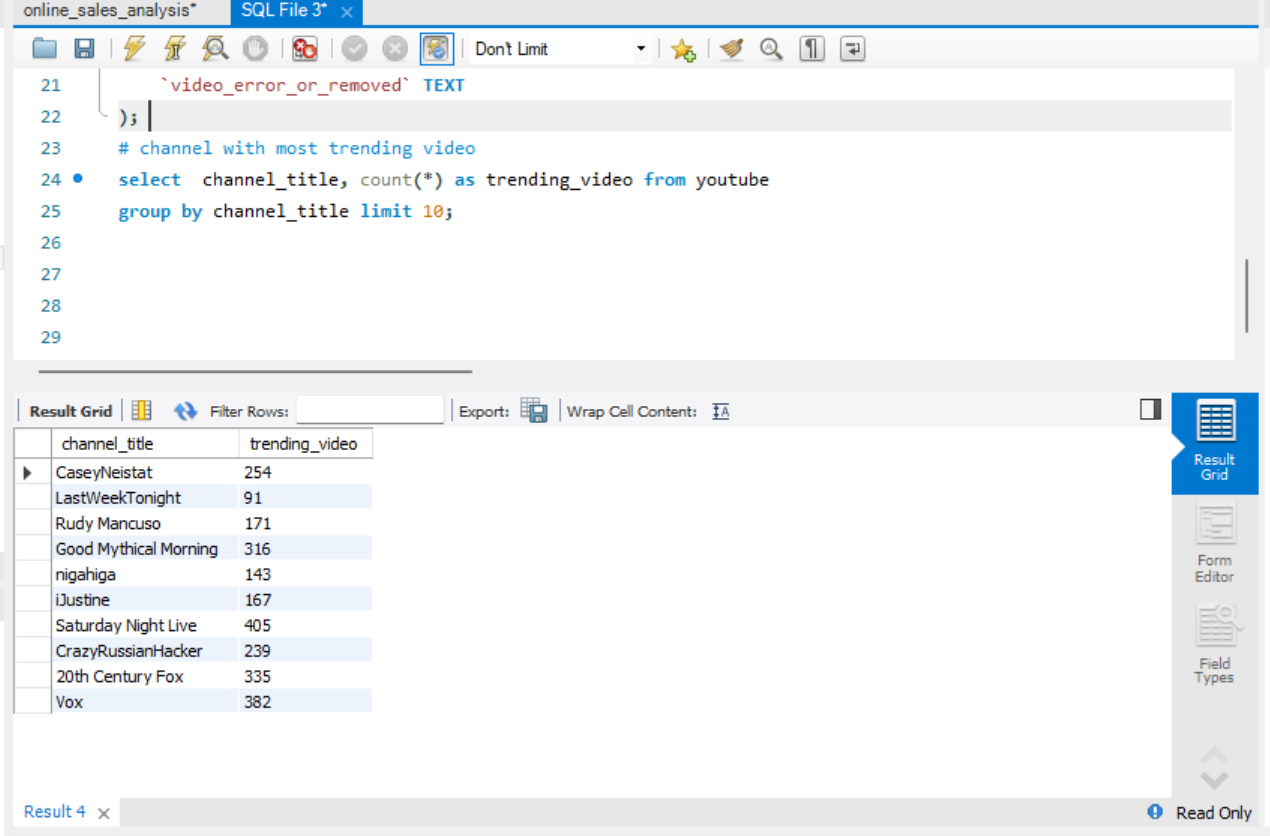 online_sales_analysis*
SQL File 3*
Don't Limit
21 `video_error_or_removed` TEXT
22 );
23 # channel with most trending video
24 select channel_title, count(*) as trending_video from youtube
25 group by channel_title limit 10;
26
27
28
29
Result Grid
Filter Rows:
Export:
Wrap Cell Content:
channel_title trending_video
CaseyNeistat 254
LastWeekTonight 91
Rudy Mancuso 171
Good Mythical Morning 316
nigahiga 143
iJustine 167
Saturday Night Live 405
CrazyRussianHacker 239
20th Century Fox 335
Vox 382
Result
Grid
Form
Editor
Field
Types
Result 4
Read Only